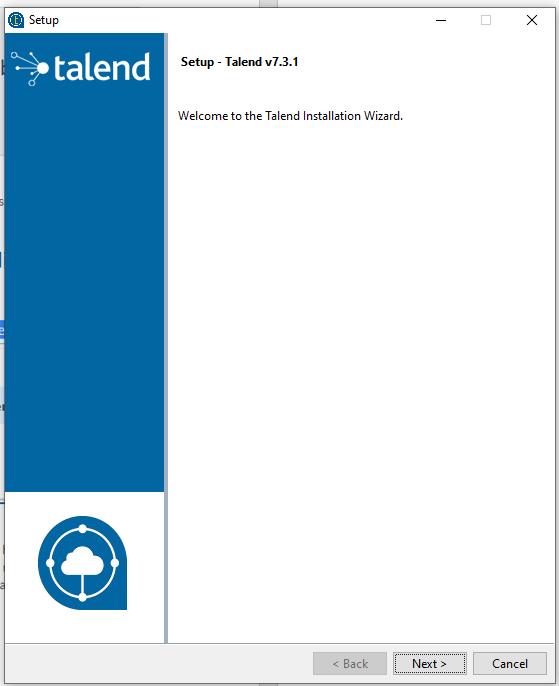 Setup
talend
Setup - Talend v7.3.1
Welcome to the Talend Installation Wizard.
< Back
Next >
Cancel